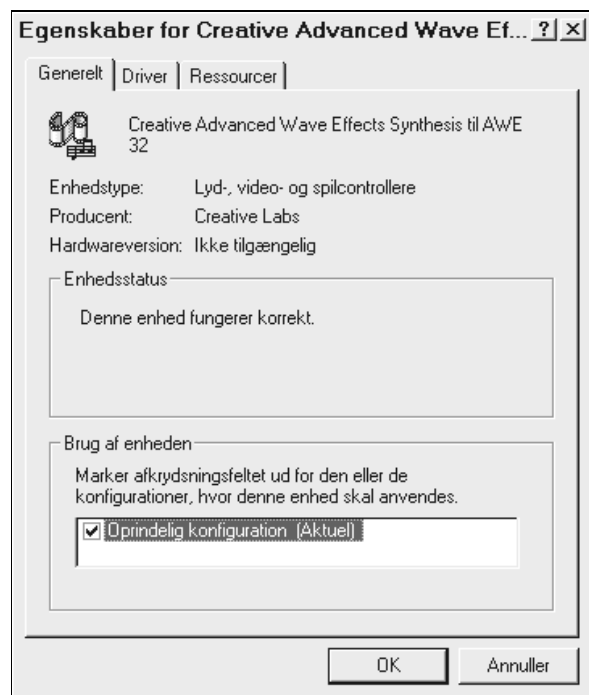 Egenskaber for Creative Advanced Wave Ef... ? ×
Generelt Driver Ressourcer
Creative Advanced Wave Effects Synthesis til AWE
32
Enhedstype: Lyd-, video- og spilcontrollere
Producent: Creative Labs
Hardwareversion: Ikke tilgængelig
Enhedsstatus
Denne enhed fungerer korrekt.
Brug af enheden
Marker afkrydsningsfeltet ud for den eller de
konfigurationer, hvor denne enhed skal anvendes.
Oprindelig konfiguration (Aktuel)
OK Annuller